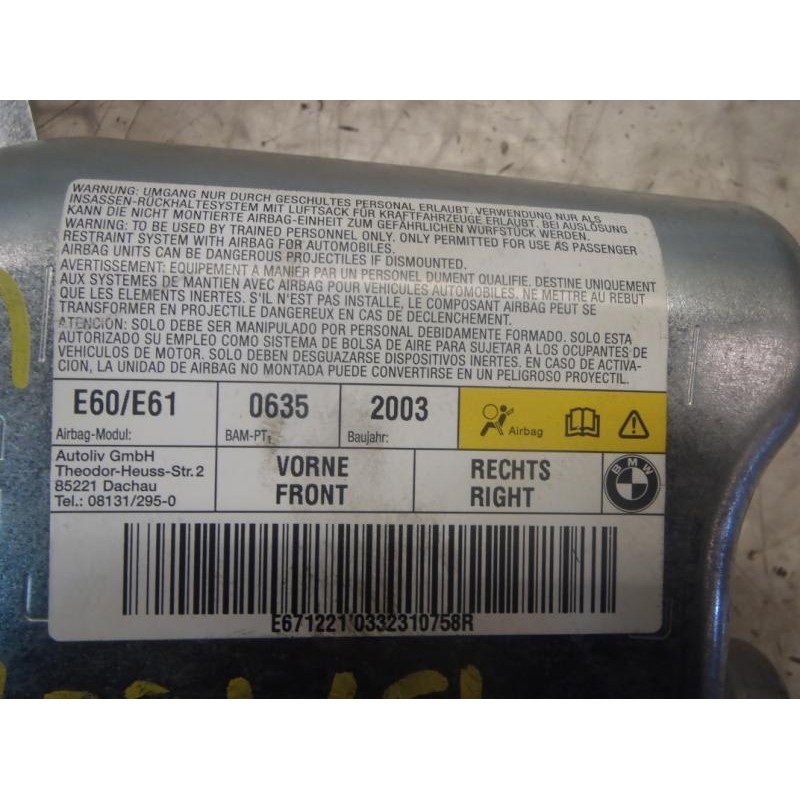 WARNUNG: UMGANG NUR DURCH GESCHULTES PERSONAL ERLAUBT. VERWENDUNG NUR ALS
INSASSEN-RÜCKHALTESYSTEM MIT LUFTSACK FÜR KRAFTFAHRZEUGE ERLAUBT. BEI AUSLÖSUNG
KANN DIE NICHT MONTIERTE AIRBAG-EINHEIT ZUM GEFÄHRLICHEN WURFSTÜCK WERDEN.
WARNING: TO BE USED BY TRAINED PERSONNEL ONLY. ONLY PERMITTED FOR USE AS PASSENGER
RESTRAINT SYSTEM WITH AIRBAG FOR AUTOMOBILES.
AIRBAG UNITS CAN BE DANGEROUS PROJECTILES IF DISMOUNTED.
AVERTISSEMENT: EQUIPEMENT A MANIER PAR UN PERSONEL DUMENT QUALIFIE, DESTINE UNIQUEMENT
AUX SYSTEMES DE MANTIEN AVEC AIRBAG POUR VEHICULES AUTOMOBILES. NE METTRE AU REBUT
QUE LES ELEMENTS INERTES. S'IL N'EST PAS INSTALLE, LE COMPOSANT AIRBAG PEUT SE
TRANSFORMER EN PROJECTILE DANGEREUX EN CAS DE DECLENCHEMENT.
ATENCION: SOLO DEBE SER MANIPULADO POR PERSONAL DEBIDAMENTE FORMADO. SOLO ESTA
AUTORIZADO SU EMPLEO COMO SISTEMA DE BOLSA DE AIRE PARA SUJETAR A LOS OCUPANTES DE
VEHICULOS DE MOTOR. SOLO DEBEN DESGUAZARSE DISPOSITIVOS INERTES. EN CASO DE ACTIVA-
CION, LA UNIDAD DE AIRBAG NO MONTADA PUEDE CONVERTIRSE EN UN PELIGROSO PROYECTIL.
E60/E61 0635 2003
Airbag-Modul: BAM-PT1 Baujahr: Airbag
Autoliv GmbH
Theodor-Heuss-Str.2
85221 Dachau
Tel.: 08131/295-0
VORNE
FRONT
RECHTS
RIGHT
BMW
E671221'0332310758R